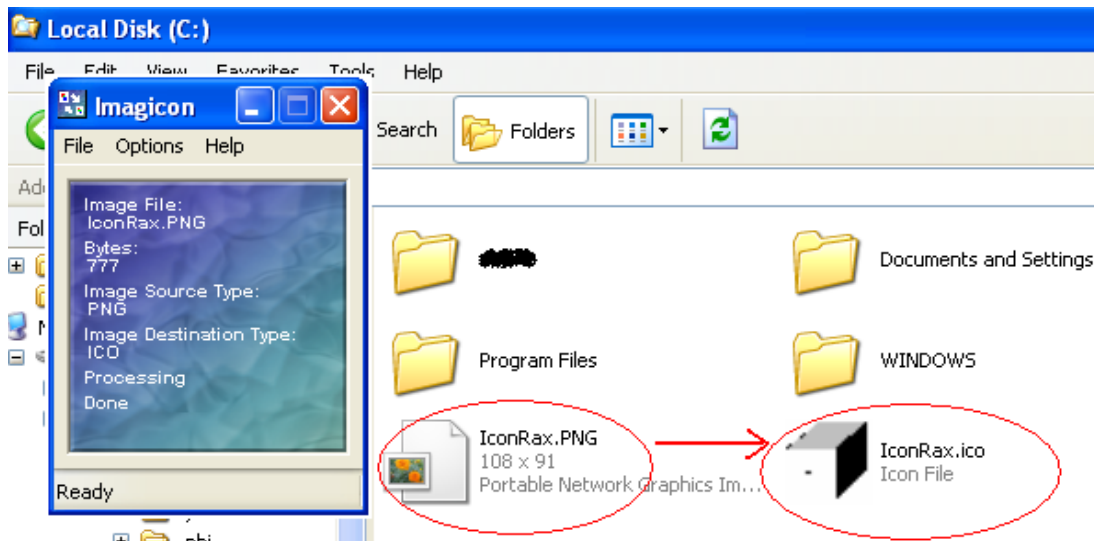 Local Disk (C:)
File Edit View Favorites Tools Help
Imagicon
File Options Help
Search Folders
Image File:
IconRax.PNG
Bytes:
777
Image Source Type:
PNG
Image Destination Type:
ICO
Processing
Done
Ready
Documents and Settings
Program Files
WINDOWS
IconRax.PNG
108 x 91
Portable Network Graphics Im...
IconRax.ico
Icon File